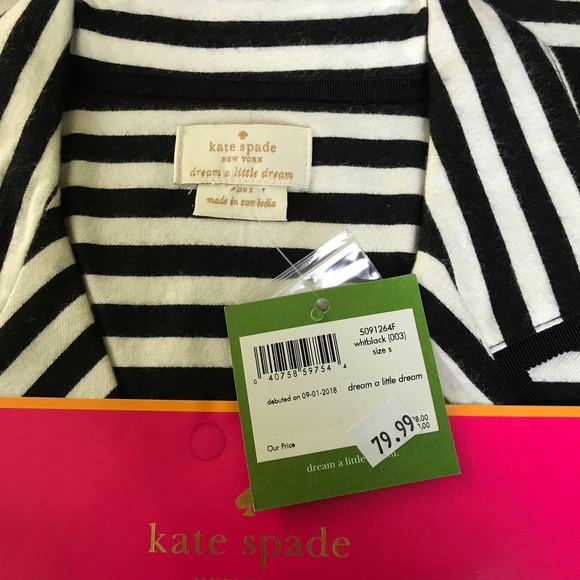 kate spade
NEW YORK
dream a little dream
size s
made in cambodia
5091264F
whtblack (003)
size s
0 40758 59754 4
debuted on 09-01-2018
dream a little dream
Our Price
79.99
dream a little
kate spade